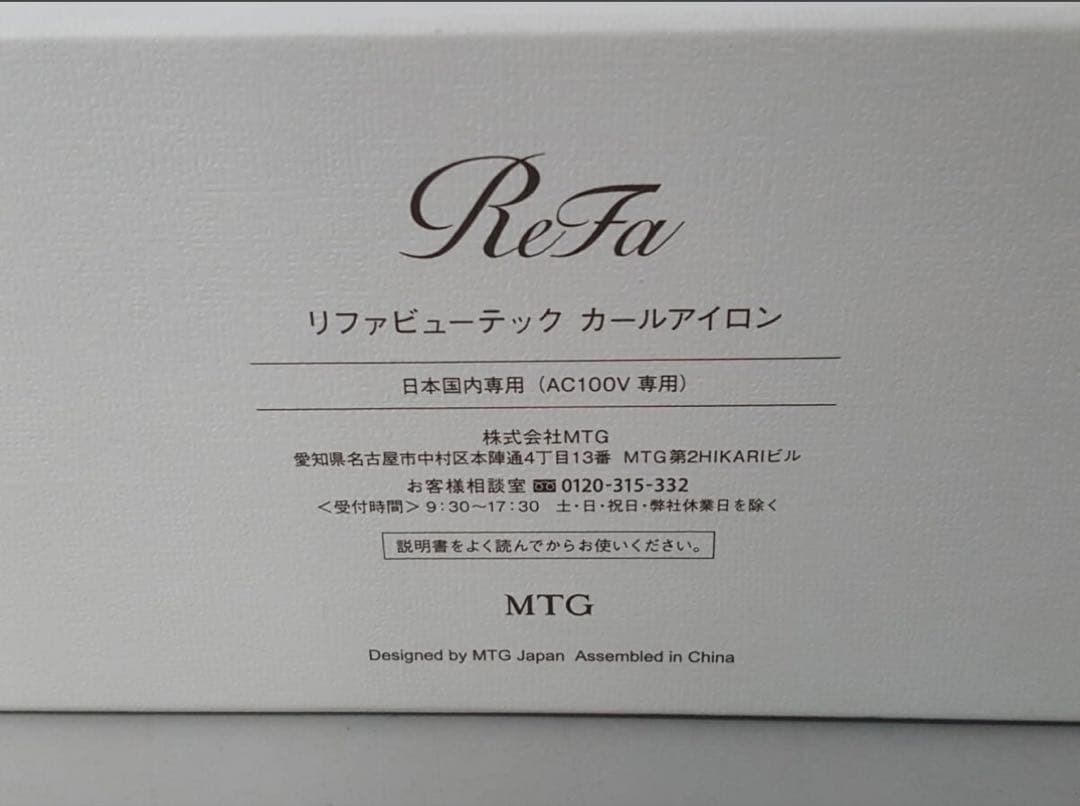 ReFa
リファビューテック カールアイロン
日本国内専用（AC100V 専用）
株式会社MTG
愛知県名古屋市中村区本陣通4丁目13番 MTG第2HIKARIビル
お客様相談室 0120-315-332
＜受付時間＞9:30〜17:30 土・日・祝日・弊社休業日を除く
説明書をよく読んでからお使いください。
MTG
Designed by MTG Japan Assembled in China